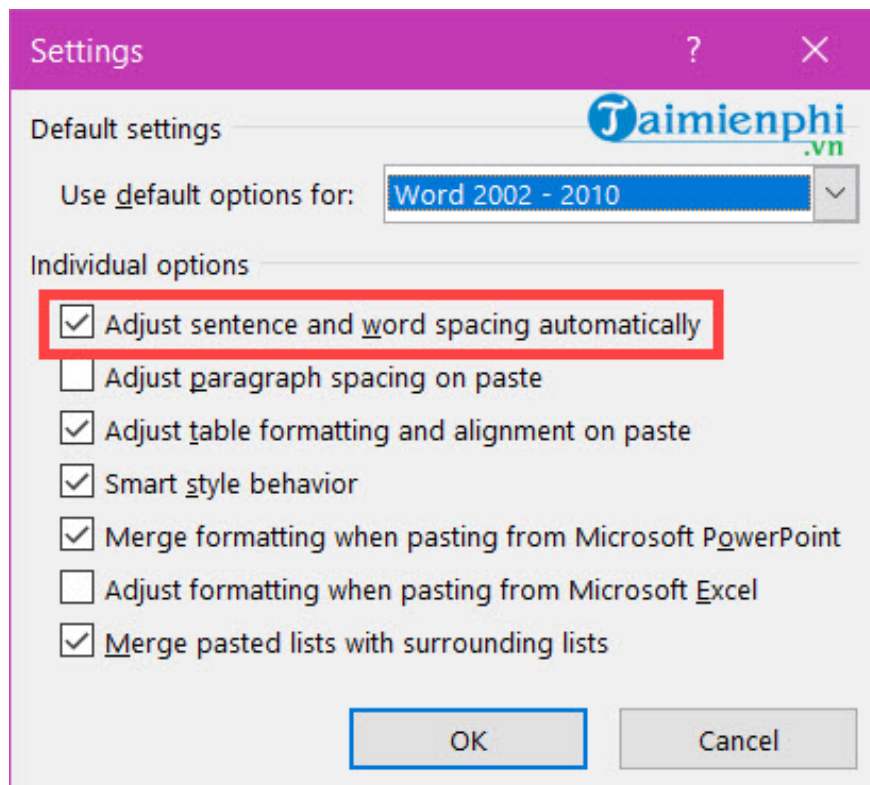 Settings
Taimienphi
.vn
Default settings
Use default options for: Word 2002 - 2010
Individual options
Adjust sentence and word spacing automatically
Adjust paragraph spacing on paste
Adjust table formatting and alignment on paste
Smart style behavior
Merge formatting when pasting from Microsoft PowerPoint
Adjust formatting when pasting from Microsoft Excel
Merge pasted lists with surrounding lists
OK Cancel